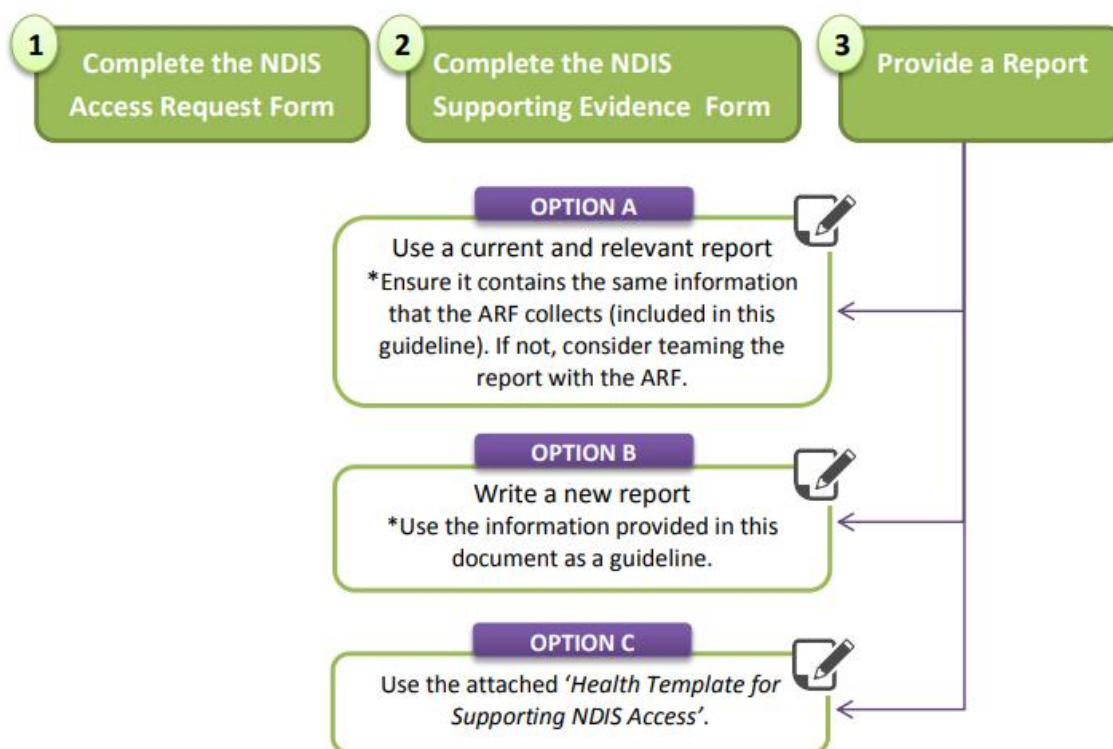 1
Complete the NDIS
Access Request Form
2
Complete the NDIS
Supporting Evidence Form
3
Provide a Report
OPTION A
Use a current and relevant report
*Ensure it contains the same information
that the ARF collects (included in this
guideline). If not, consider teaming the
report with the ARF.
OPTION B
Write a new report
*Use the information provided in this
document as a guideline.
OPTION C
Use the attached ‘Health Template for
Supporting NDIS Access’.